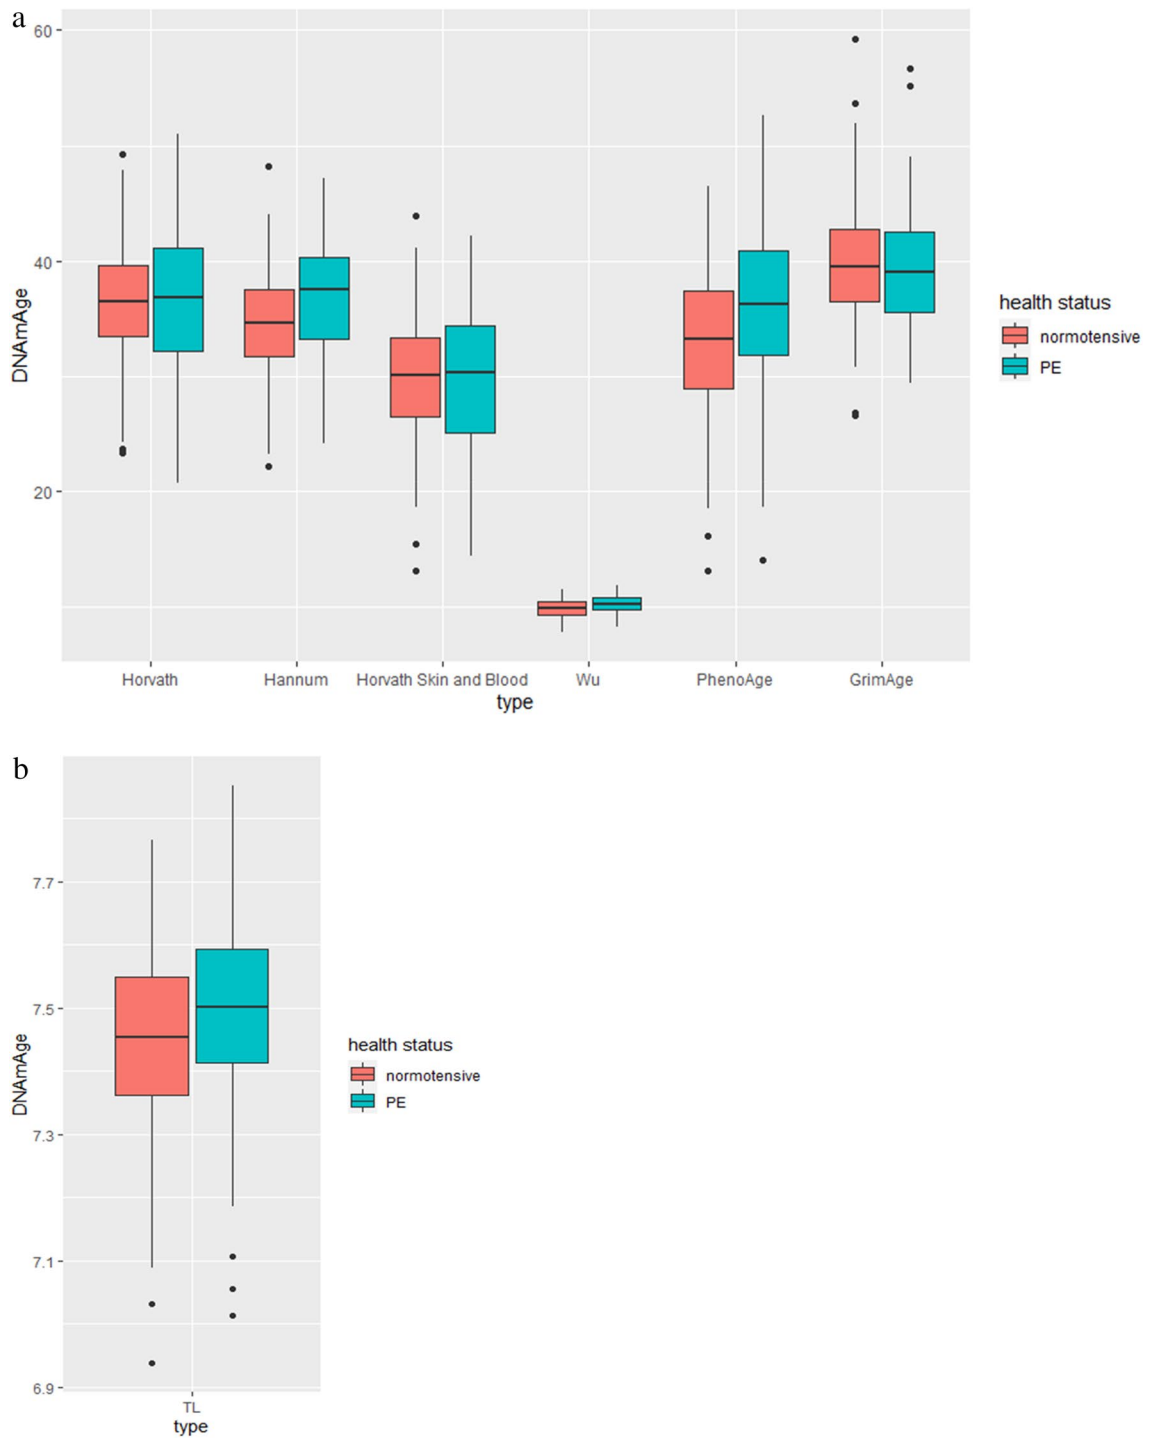 a
60
40
20
DNAmAge
Horvath Hannum Horvath Skin and Blood Wu PhenoAge GrimAge
type
health status
normotensive
PE
b
7.7
7.5
7.3
7.1
6.9
DNAmAge
TL
type
health status
normotensive
PE